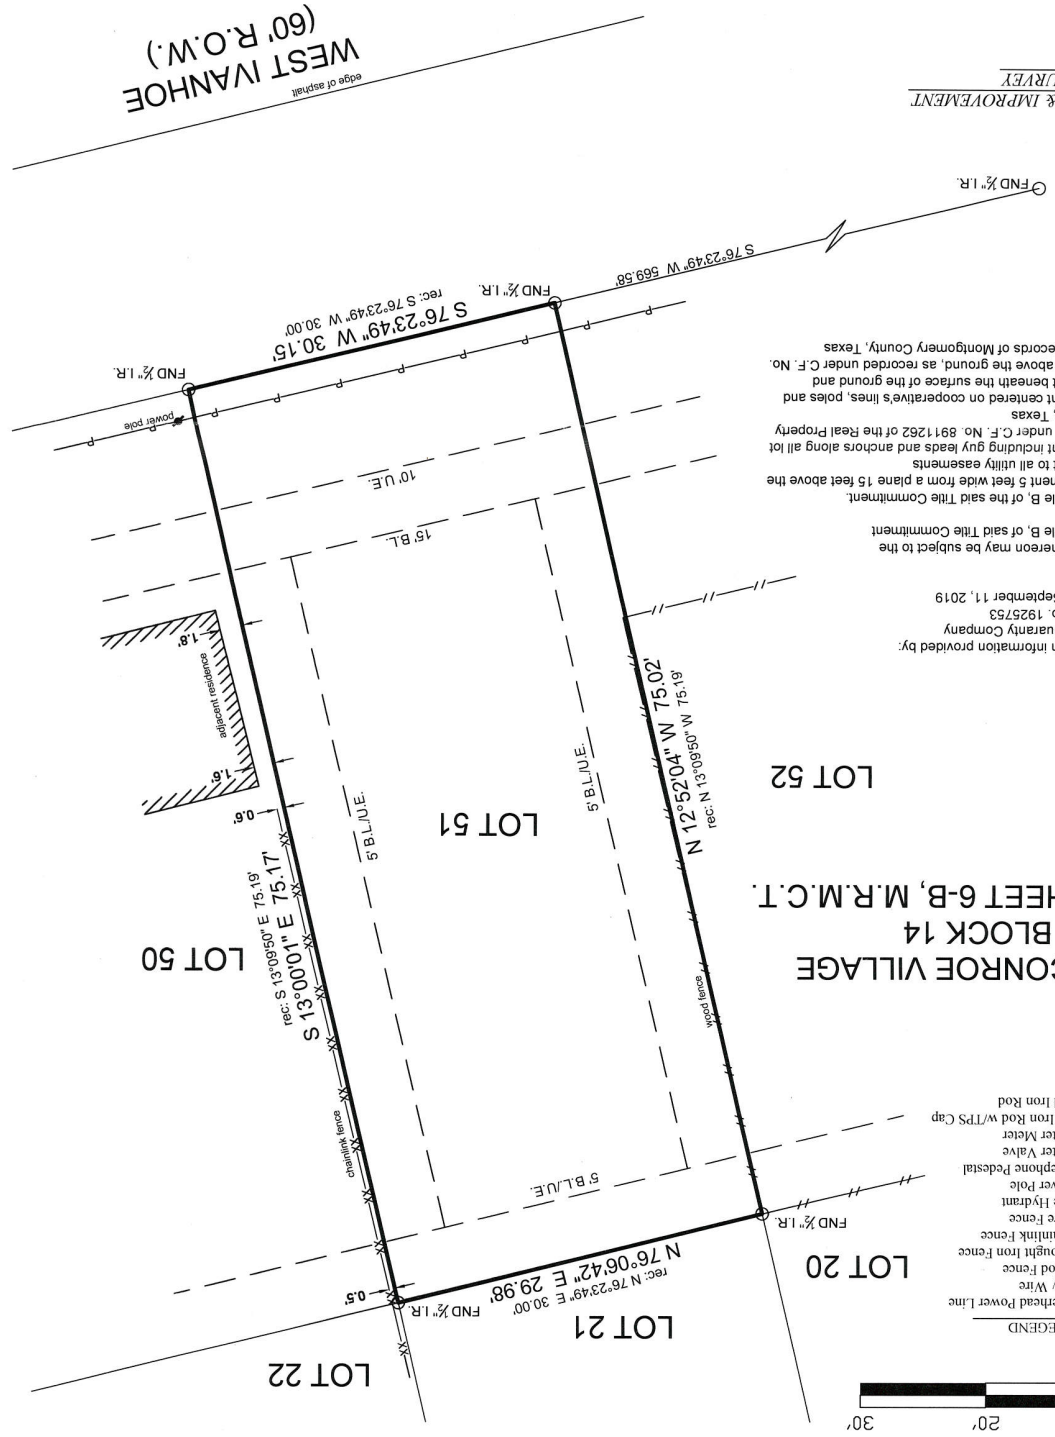 20'
30'
LEGEND
erhead Power Line
y Wire
od Fence
ought Iron Fence
ainlink Fence
re Fence
e Hydrant
wer Pole
ephone Pedestal
ter Valve
ter Meter
Iron Rod w/TPS Cap
Iron Rod
LOT 22
LOT 21
LOT 20
rec: N 76°23'49" E 30.00'
N 76°06'42" E 29.98'
FND ½" I.R.
FND ½" I.R.
0.5'
5' B.L./U.E.
chainlink fence
wood fence
CONROE VILLAGE
BLOCK 14
HEET 6-B, M.R.M.C.T.
LOT 50
rec: S 13°09'50" E 75.19'
S 13°00'01" E 75.17'
LOT 51
LOT 52
5' B.L./U.E.
5' B.L./U.E.
N 12°52'04" W 75.02'
rec: N 13°09'50" W 75.19'
0.6'
1.6'
adjacent residence
1.8'
n information provided by:
uaranty Company
o. 1925753
September 11, 2019
hereon may be subject to the
le B, of said Title Commitment
le B, of the said Title Commitment.
ment 5 feet wide from a plane 15 feet above the
t to all utility easements
nt including guy leads and anchors along all lot
under C.F. No. 8911262 of the Real Property
, Texas
nt centered on cooperative's lines, poles and
t beneath the surface of the ground and
above the ground, as recorded under C.F. No.
ecords of Montgomery County, Texas
15' B.L.
10' U.E.
power pole
FND ½" I.R.
S 76°23'49" W 30.15'
rec: S 76°23'49" W 30.00'
FND ½" I.R.
S 76°23'49" W 569.58'
FND ½" I.R.
& IMPROVEMENT
URVEY
edge of asphalt
WEST IVANHOE
(60' R.O.W.)